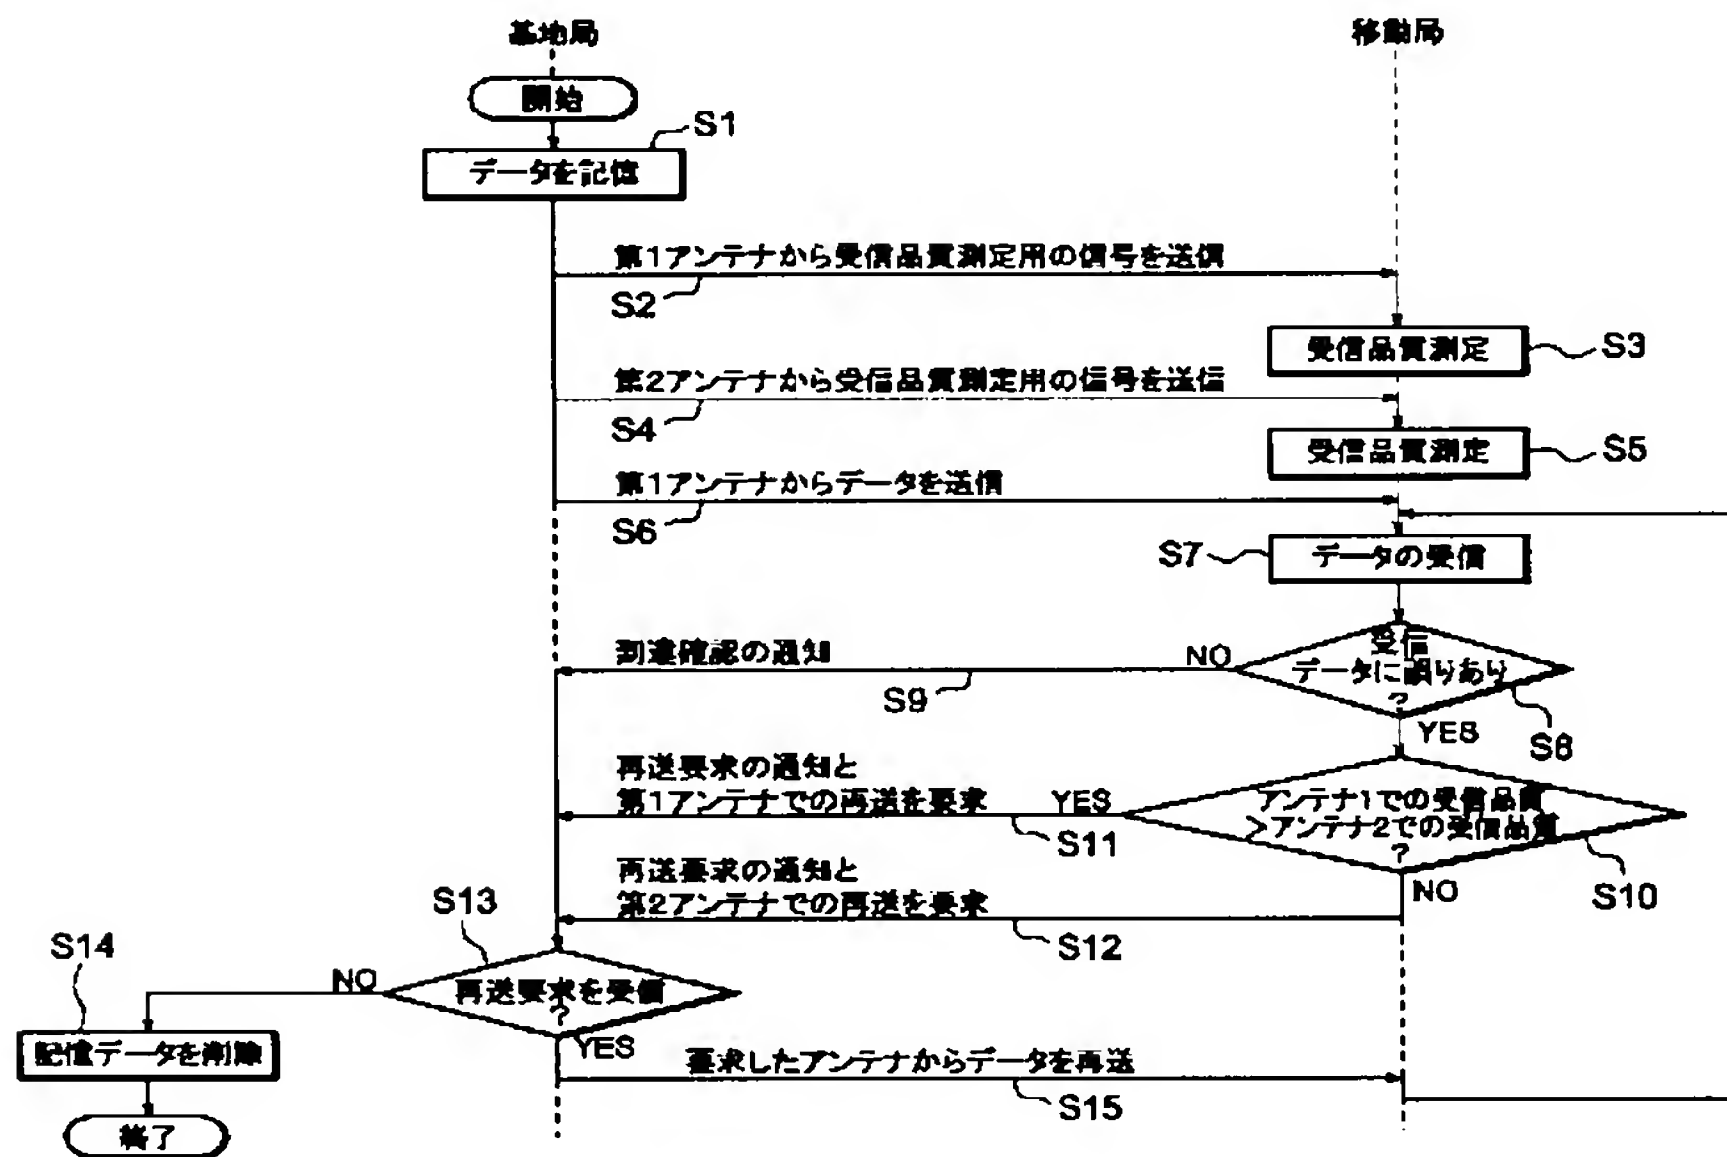 基地局
移動局
開始
S1
データを記憶
第1アンテナから受信品質測定用の信号を送信
S2
受信品質測定
S3
第2アンテナから受信品質測定用の信号を送信
S4
受信品質測定
S5
第1アンテナからデータを送信
S6
S7
データの受信
到達確認の通知
NO
S9
受信
データに誤りあり
?
S8
YES
再送要求の通知と
第1アンテナでの再送を要求
YES
S11
アンテナ1での受信品質
>アンテナ2での受信品質
?
S10
NO
再送要求の通知と
第2アンテナでの再送を要求
S12
S13
S14
NO
再送要求を受信
?
YES
記憶データを削除
要求したアンテナからデータを再送
S15
終了